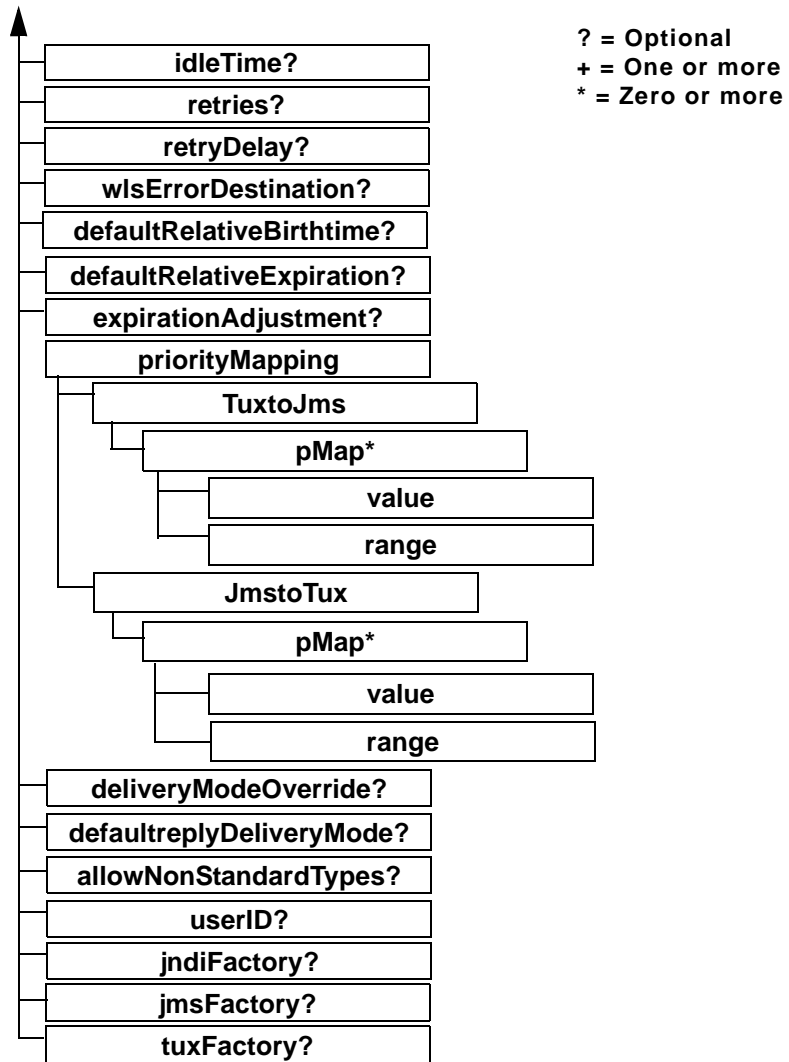 ? = Optional
+ = One or more
* = Zero or more
idleTime?
retries?
retryDelay?
wlsErrorDestination?
defaultRelativeBirthtime?
defaultRelativeExpiration?
expirationAdjustment?
priorityMapping
TuxtoJms
pMap*
value
range
JmstoTux
pMap*
value
range
deliveryModeOverride?
defaultreplyDeliveryMode?
allowNonStandardTypes?
userID?
jndiFactory?
jmsFactory?
tuxFactory?